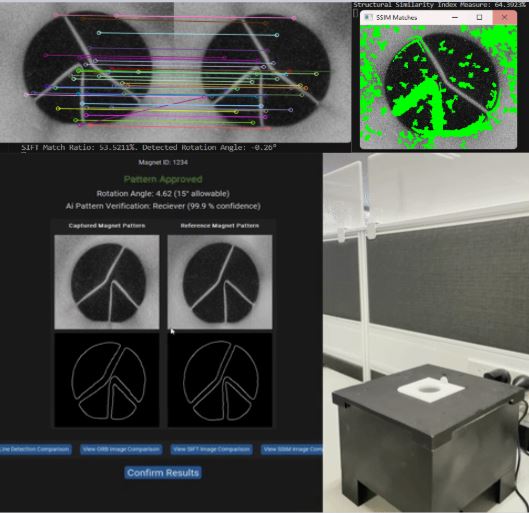 Structural Similarity Index Measure: 64.3923%
SSIM Matches
SIFT Match Ratio: 53.5211%. Detected Rotation Angle: -0.26°
Magnet ID: 1234
Pattern Approved
Rotation Angle: 4.62 (15° allowable)
Ai Pattern Verification: Reciever (99.9 % confidence)
Captured Magnet Pattern
Reference Magnet Pattern
Line Detection Comparison
View ORB Image Comparison
View SIFT Image Comparison
View SSIM Image Com
Confirm Results